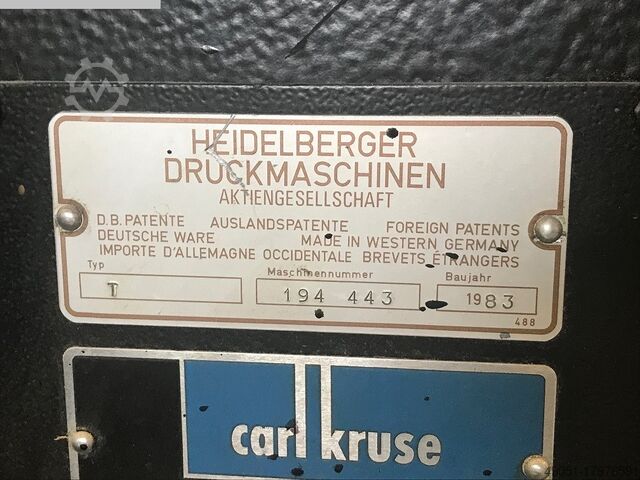 HEIDELBERGER
DRUCKMASCHINEN
AKTIENGESELLSCHAFT
D.B. PATENTE AUSLANDSPATENTE FOREIGN PATENTS
DEUTSCHE WARE MADE IN WESTERN GERMANY
IMPORTE D'ALLEMAGNE OCCIDENTALE BREVETS ÉTRANGERS
Typ Maschinennummer Baujahr
T 194 443 1983
488
carl kruse